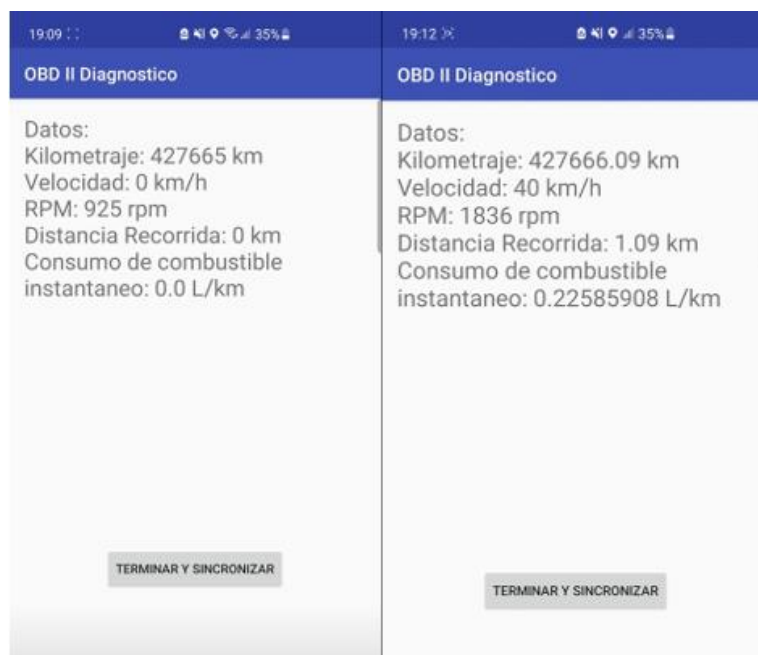 19:09
35%
OBD II Diagnostico
Datos:
Kilometraje: 427665 km
Velocidad: 0 km/h
RPM: 925 rpm
Distancia Recorrida: 0 km
Consumo de combustible
instantaneo: 0.0 L/km
TERMINAR Y SINCRONIZAR
19:12
35%
OBD II Diagnostico
Datos:
Kilometraje: 427666.09 km
Velocidad: 40 km/h
RPM: 1836 rpm
Distancia Recorrida: 1.09 km
Consumo de combustible
instantaneo: 0.22585908 L/km
TERMINAR Y SINCRONIZAR